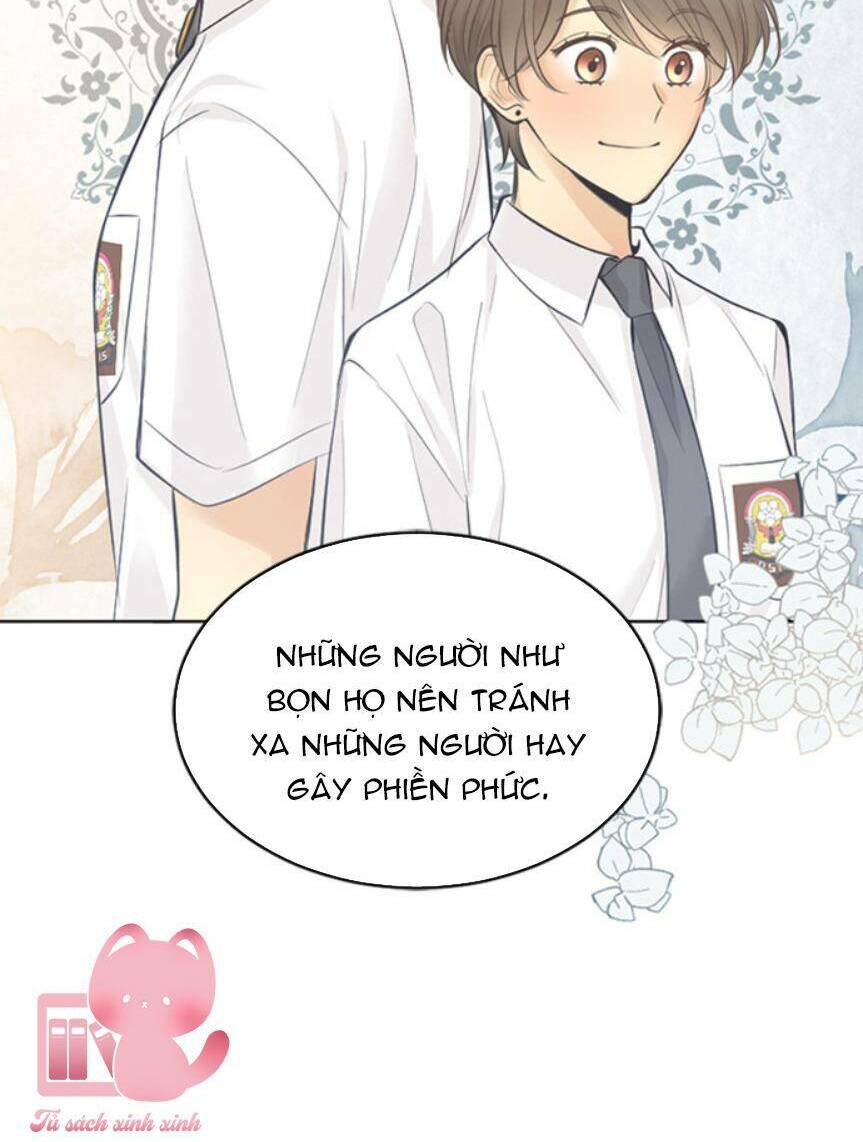 NHỮNG NGƯỜI NHƯ
BỌN HỌ NÊN TRÁNH
XA NHỮNG NGƯỜI HAY
GÂY PHIỀN PHỨC.
Tủ sách xinh xinh